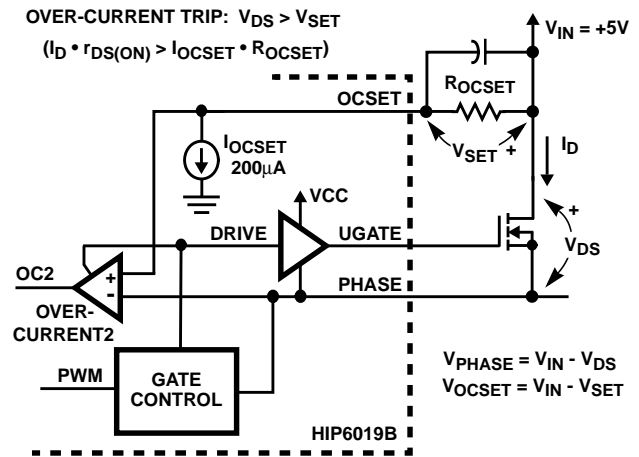 OVER-CURRENT TRIP: VDS > VSET
(ID • rDS(ON) > IOCSET • ROCSET)
VIN = +5V
OCSET
ROCSET
IOCSET
200μA
VSET +
ID
VCC
DRIVE
UGATE
+
VDS
OC2
+
-
PHASE
OVER-
CURRENT2
PWM
GATE
CONTROL
VPHASE = VIN - VDS
VOCSET = VIN - VSET
HIP6019B